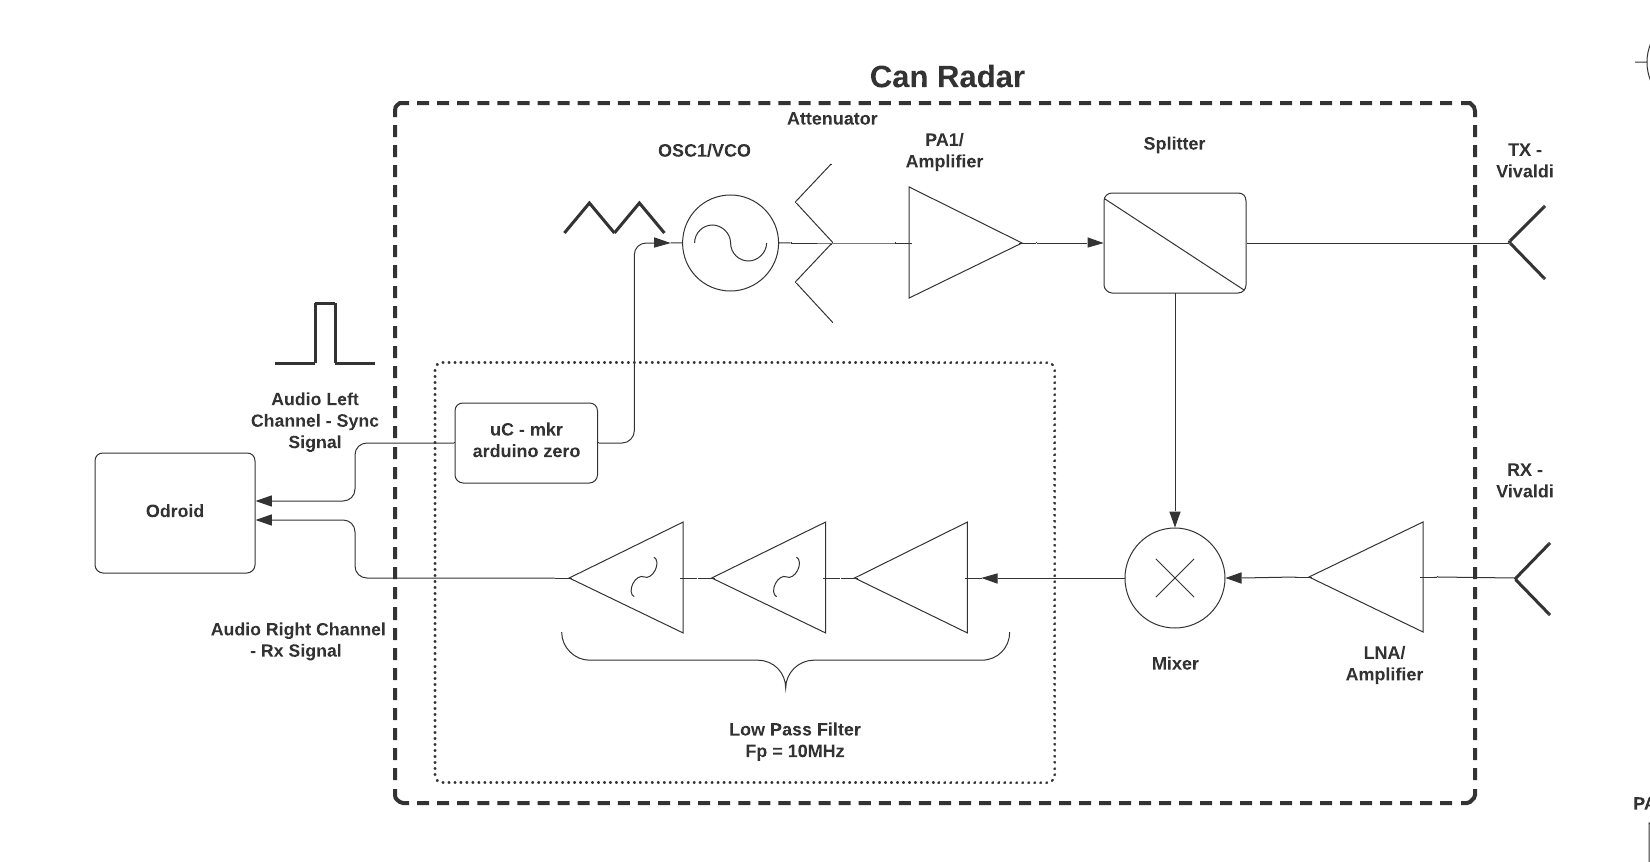 Can Radar
Attenuator
OSC1/VCO
PA1/
Amplifier
Splitter
TX -
Vivaldi
Audio Left
Channel - Sync
Signal
uC - mkr
arduino zero
Odroid
RX -
Vivaldi
Audio Right Channel
- Rx Signal
Mixer
LNA/
Amplifier
Low Pass Filter
Fp = 10MHz